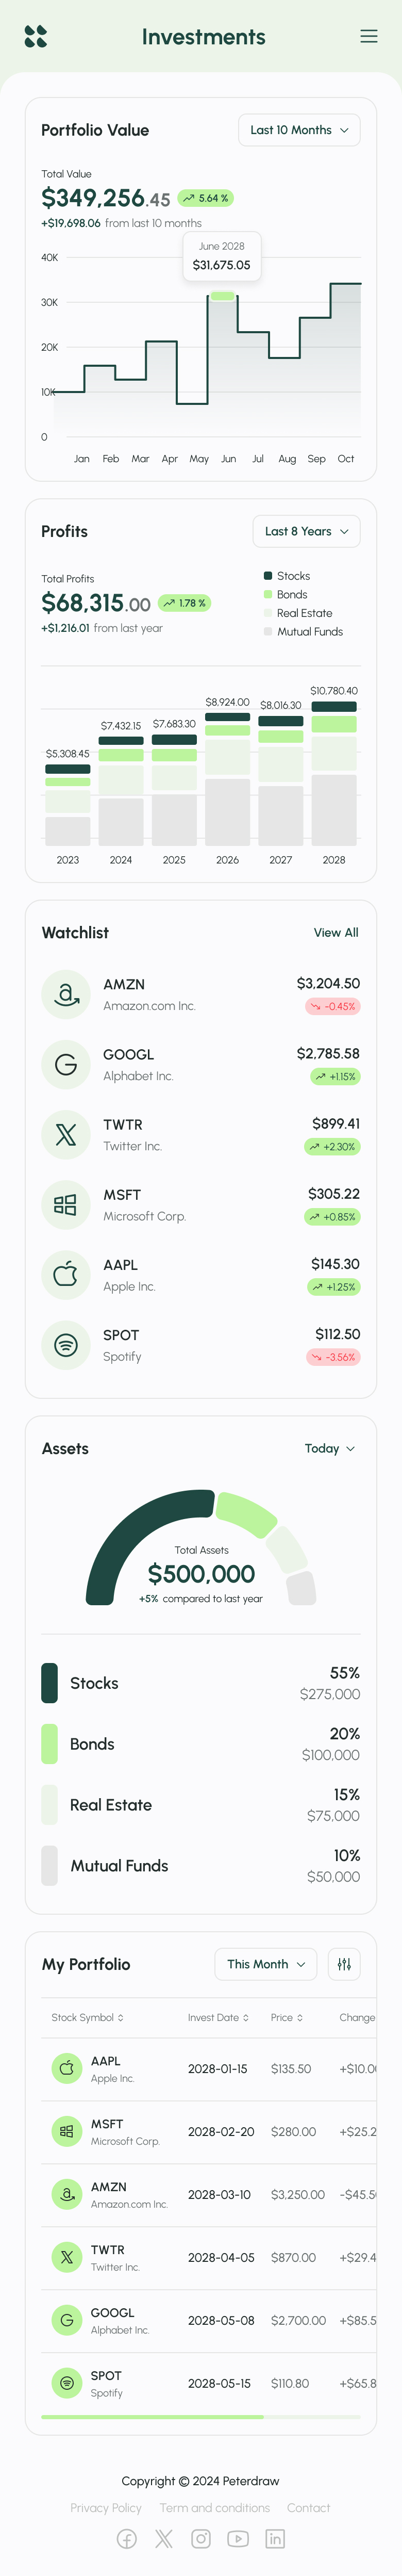 Investments
Portfolio Value
Last 10 Months
Total Value
$349,256.45
5.64 %
+$19,698.06 from last 10 months
June 2028
$31,675.05
40K
30K
20K
10K
0
Jan Feb Mar Apr May Jun Jul Aug Sep Oct
Profits
Last 8 Years
Total Profits
$68,315.00
1.78 %
+$1,216.01 from last year
Stocks
Bonds
Real Estate
Mutual Funds
$5,308.45
$7,432.15
$7,683.30
$8,924.00
$8,016.30
$10,780.40
2023 2024 2025 2026 2027 2028
Watchlist
View All
AMZN
Amazon.com Inc.
$3,204.50
-0.45%
GOOGL
Alphabet Inc.
$2,785.58
+1.15%
TWTR
Twitter Inc.
$899.41
+2.30%
MSFT
Microsoft Corp.
$305.22
+0.85%
AAPL
Apple Inc.
$145.30
+1.25%
SPOT
Spotify
$112.50
-3.56%
Assets
Today
Total Assets
$500,000
+5% compared to last year
Stocks
55%
$275,000
Bonds
20%
$100,000
Real Estate
15%
$75,000
Mutual Funds
10%
$50,000
My Portfolio
This Month
Stock Symbol Invest Date Price Change
AAPL
Apple Inc.
2028-01-15 $135.50 +$10.0
MSFT
Microsoft Corp.
2028-02-20 $280.00 +$25.2
AMZN
Amazon.com Inc.
2028-03-10 $3,250.00 -$45.5
TWTR
Twitter Inc.
2028-04-05 $870.00 +$29.4
GOOGL
Alphabet Inc.
2028-05-08 $2,700.00 +$85.5
SPOT
Spotify
2028-05-15 $110.80 +$65.8
Copyright © 2024 Peterdraw
Privacy Policy Term and conditions Contact